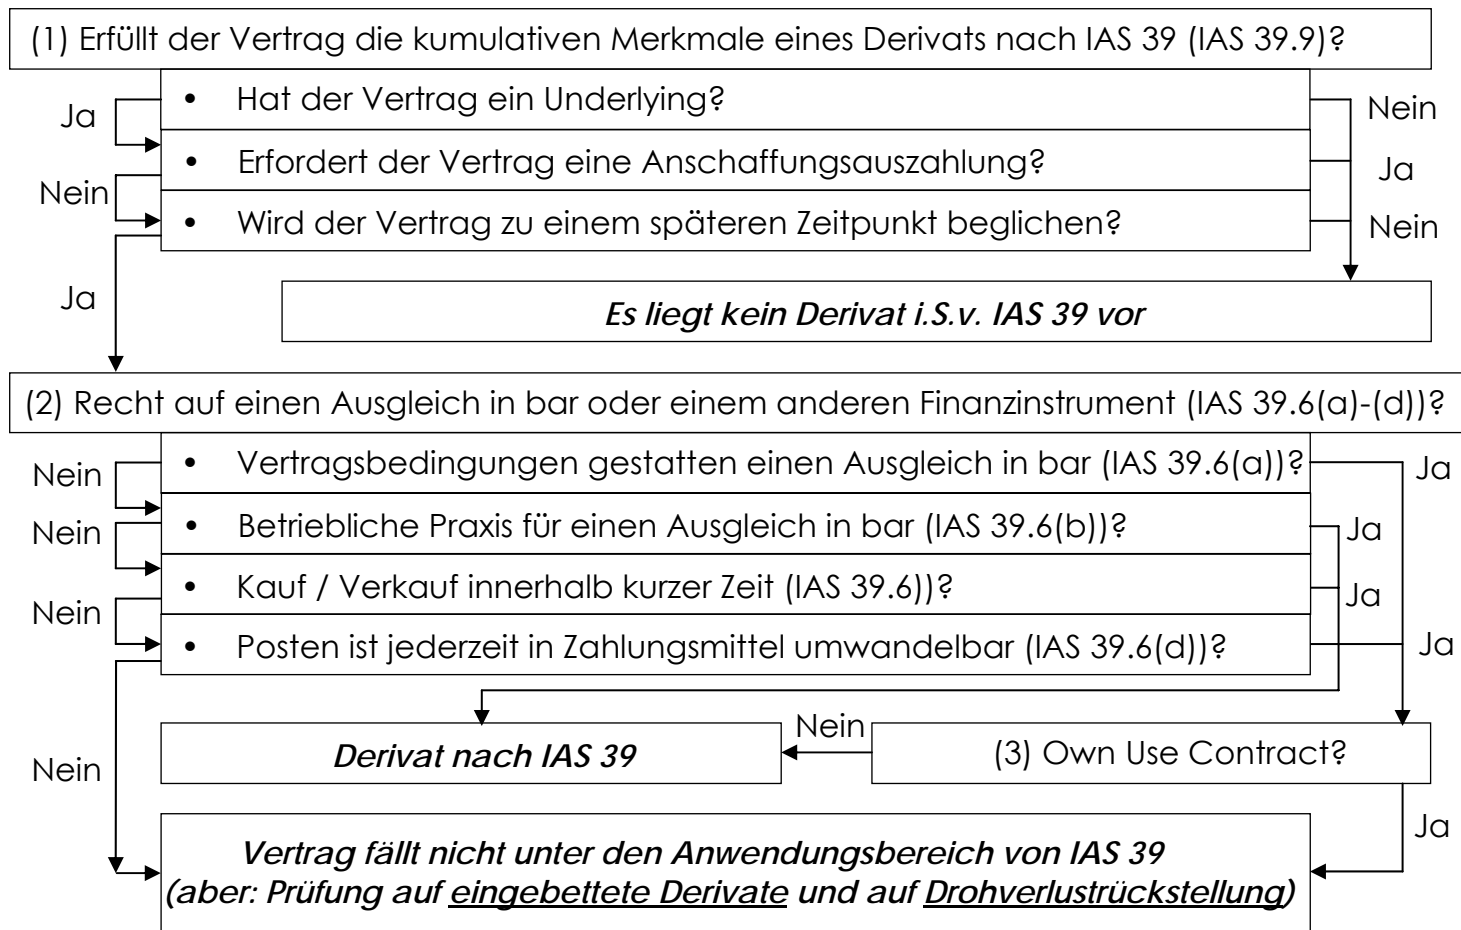 (1) Erfüllt der Vertrag die kumulativen Merkmale eines Derivats nach IAS 39 (IAS 39.9)?
Ja
• Hat der Vertrag ein Underlying?
Nein
• Erfordert der Vertrag eine Anschaffungsauszahlung?
Ja
Nein
• Wird der Vertrag zu einem späteren Zeitpunkt beglichen?
Nein
Ja
Es liegt kein Derivat i.S.v. IAS 39 vor
(2) Recht auf einen Ausgleich in bar oder einem anderen Finanzinstrument (IAS 39.6(a)-(d))?
Nein
• Vertragsbedingungen gestatten einen Ausgleich in bar (IAS 39.6(a))?
Ja
Nein
• Betriebliche Praxis für einen Ausgleich in bar (IAS 39.6(b))?
Ja
• Kauf / Verkauf innerhalb kurzer Zeit (IAS 39.6))?
Ja
Nein
• Posten ist jederzeit in Zahlungsmittel umwandelbar (IAS 39.6(d))?
Ja
Derivat nach IAS 39
Nein
(3) Own Use Contract?
Nein
Ja
Vertrag fällt nicht unter den Anwendungsbereich von IAS 39
(aber: Prüfung auf eingebettete Derivate und auf Drohverlustrückstellung)